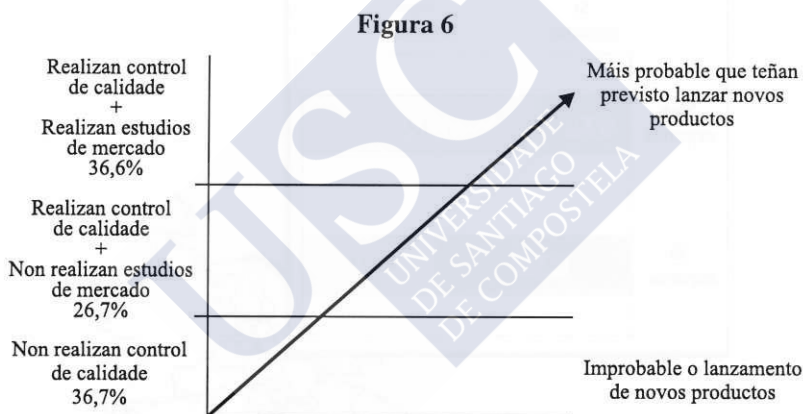 Figura 6
Realizan control
de calidade
+
Realizan estudios
de mercado
36,6%
Realizan control
de calidade
+
Non realizan estudios
de mercado
26,7%
Non realizan control
de calidade
36,7%
Máis probable que teñan
previsto lanzar novos
productos
Improbable o lanzamento
de novos productos
USC
UNIVERSIDADE
DE SANTIAGO
DE COMPOSTELA